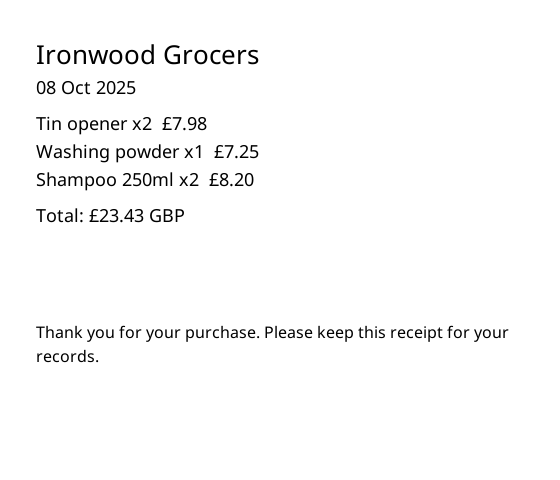 Ironwood Grocers
08 Oct 2025
Tin opener x2  £7.98
Washing powder x1  £7.25
Shampoo 250ml x2  £8.20
Total: £23.43 GBP
Thank you for your purchase. Please keep this receipt for your
records.